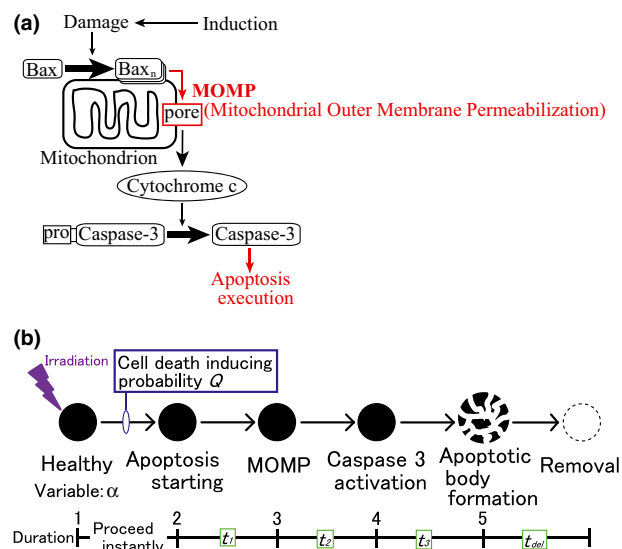 (a)
Damage Induction
Bax Baxn
MOMP
pore (Mitochondrial Outer Membrane Permeabilization)
Mitochondrion
Cytochrome c
pro Caspase-3 Caspase-3
Apoptosis
execution
(b)
Irradiation
Cell death inducing
probability Q
Healthy Apoptosis starting MOMP Caspase 3 activation Apoptotic body formation Removal
Variable: α
1 2 3 4 5
Duration Proceed instantly t1 t2 t3 tdel